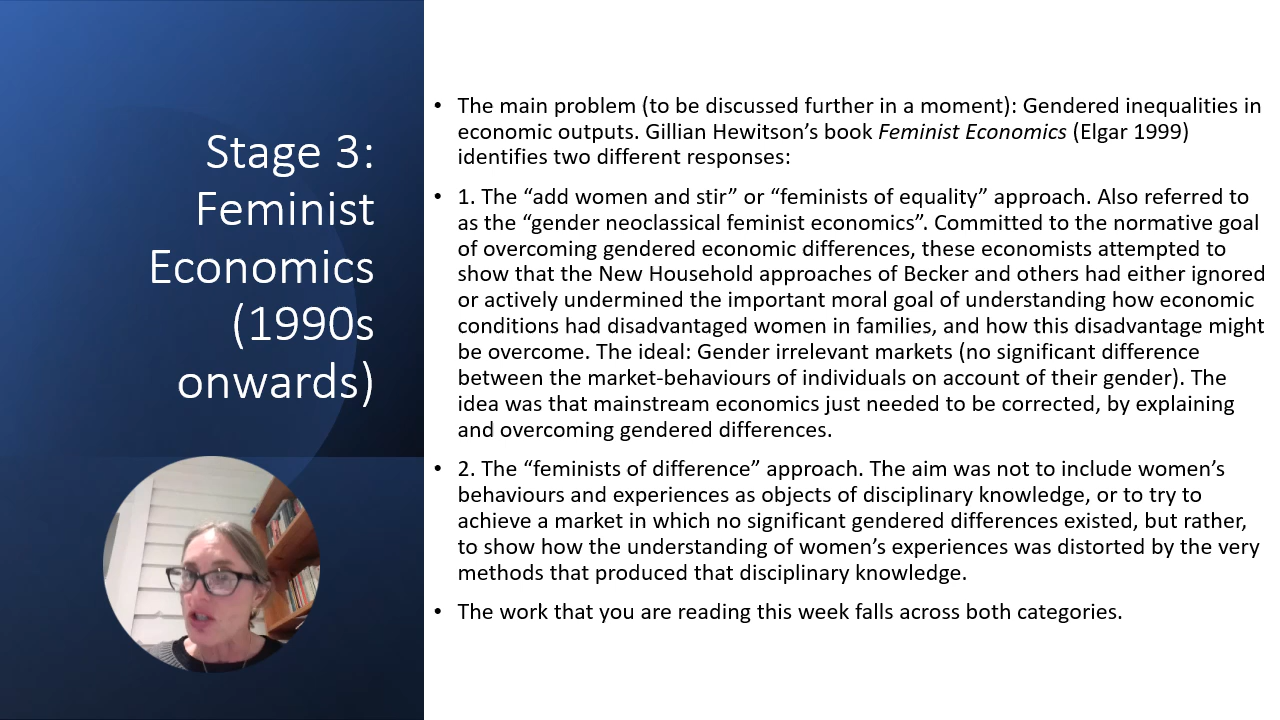 Stage 3:
Feminist
Economics
(1990s
onwards)
• The main problem (to be discussed further in a moment): Gendered inequalities in
economic outputs. Gillian Hewitson’s book Feminist Economics (Elgar 1999)
identifies two different responses:
• 1. The “add women and stir” or “feminists of equality” approach. Also referred to
as the “gender neoclassical feminist economics”. Committed to the normative goal
of overcoming gendered economic differences, these economists attempted to
show that the New Household approaches of Becker and others had either ignored
or actively undermined the important moral goal of understanding how economic
conditions had disadvantaged women in families, and how this disadvantage might
be overcome. The ideal: Gender irrelevant markets (no significant difference
between the market-behaviours of individuals on account of their gender). The
idea was that mainstream economics just needed to be corrected, by explaining
and overcoming gendered differences.
• 2. The “feminists of difference” approach. The aim was not to include women’s
behaviours and experiences as objects of disciplinary knowledge, or to try to
achieve a market in which no significant gendered differences existed, but rather,
to show how the understanding of women’s experiences was distorted by the very
methods that produced that disciplinary knowledge.
• The work that you are reading this week falls across both categories.